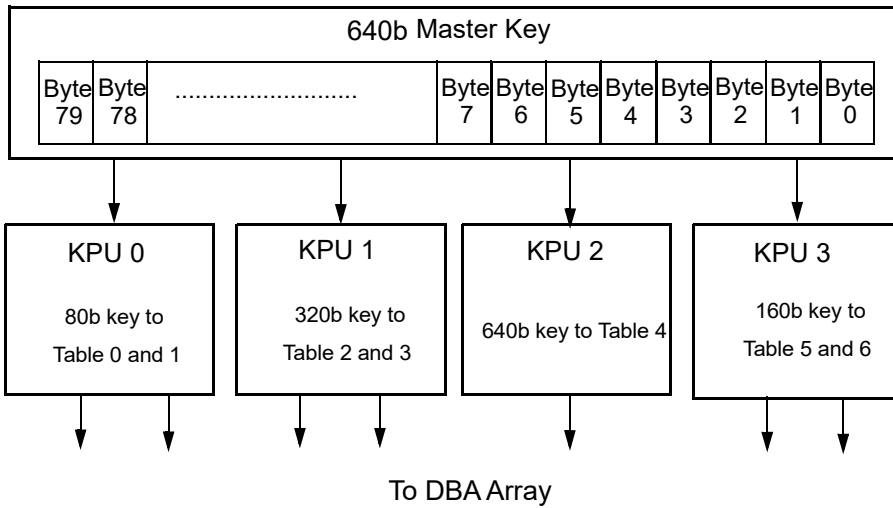 640b Master Key
Byte 79
Byte 78
............................
Byte 7
Byte 6
Byte 5
Byte 4
Byte 3
Byte 2
Byte 1
Byte 0
KPU 0
80b key to
Table 0 and 1
KPU 1
320b key to
Table 2 and 3
KPU 2
640b key to Table 4
KPU 3
160b key to
Table 5 and 6
To DBA Array